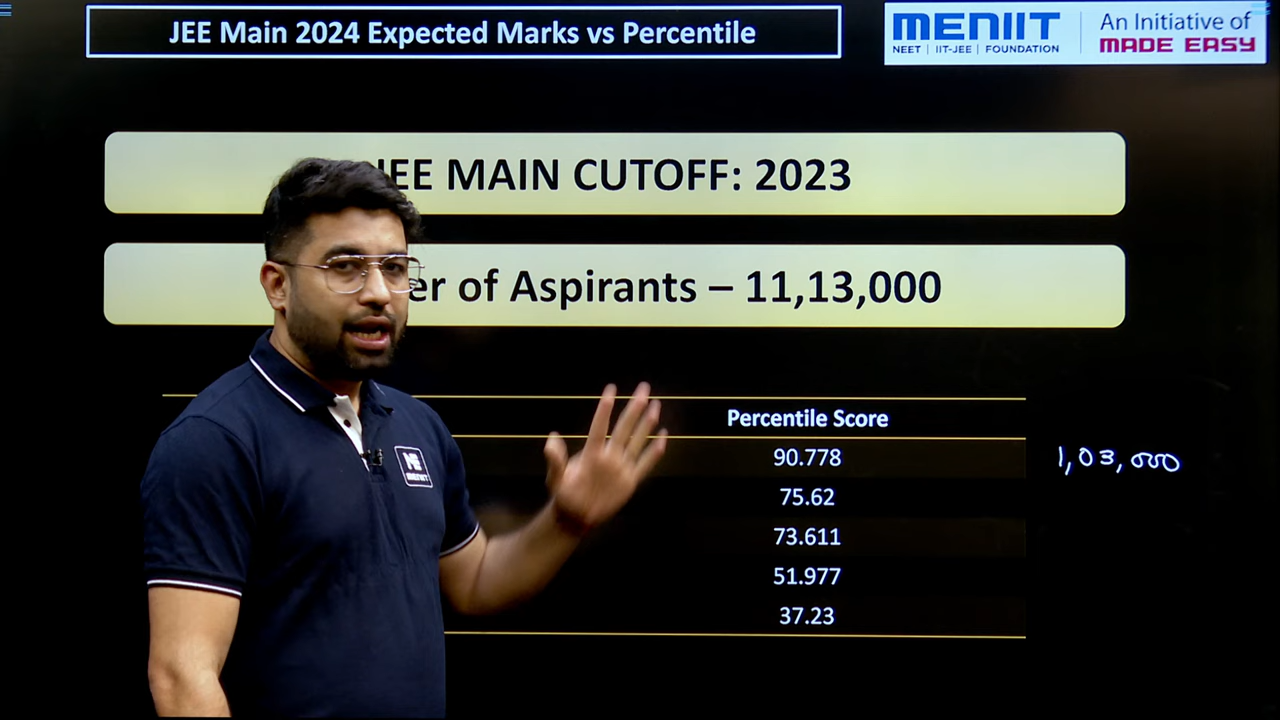 JEE Main 2024 Expected Marks vs Percentile
MENIIT
NEET | IIT-JEE | FOUNDATION
An Initiative of
MADE EASY
JEE MAIN CUTOFF: 2023
er of Aspirants – 11,13,000
Percentile Score
90.778 1,03,000
75.62
73.611
51.977
37.23
MENIIT